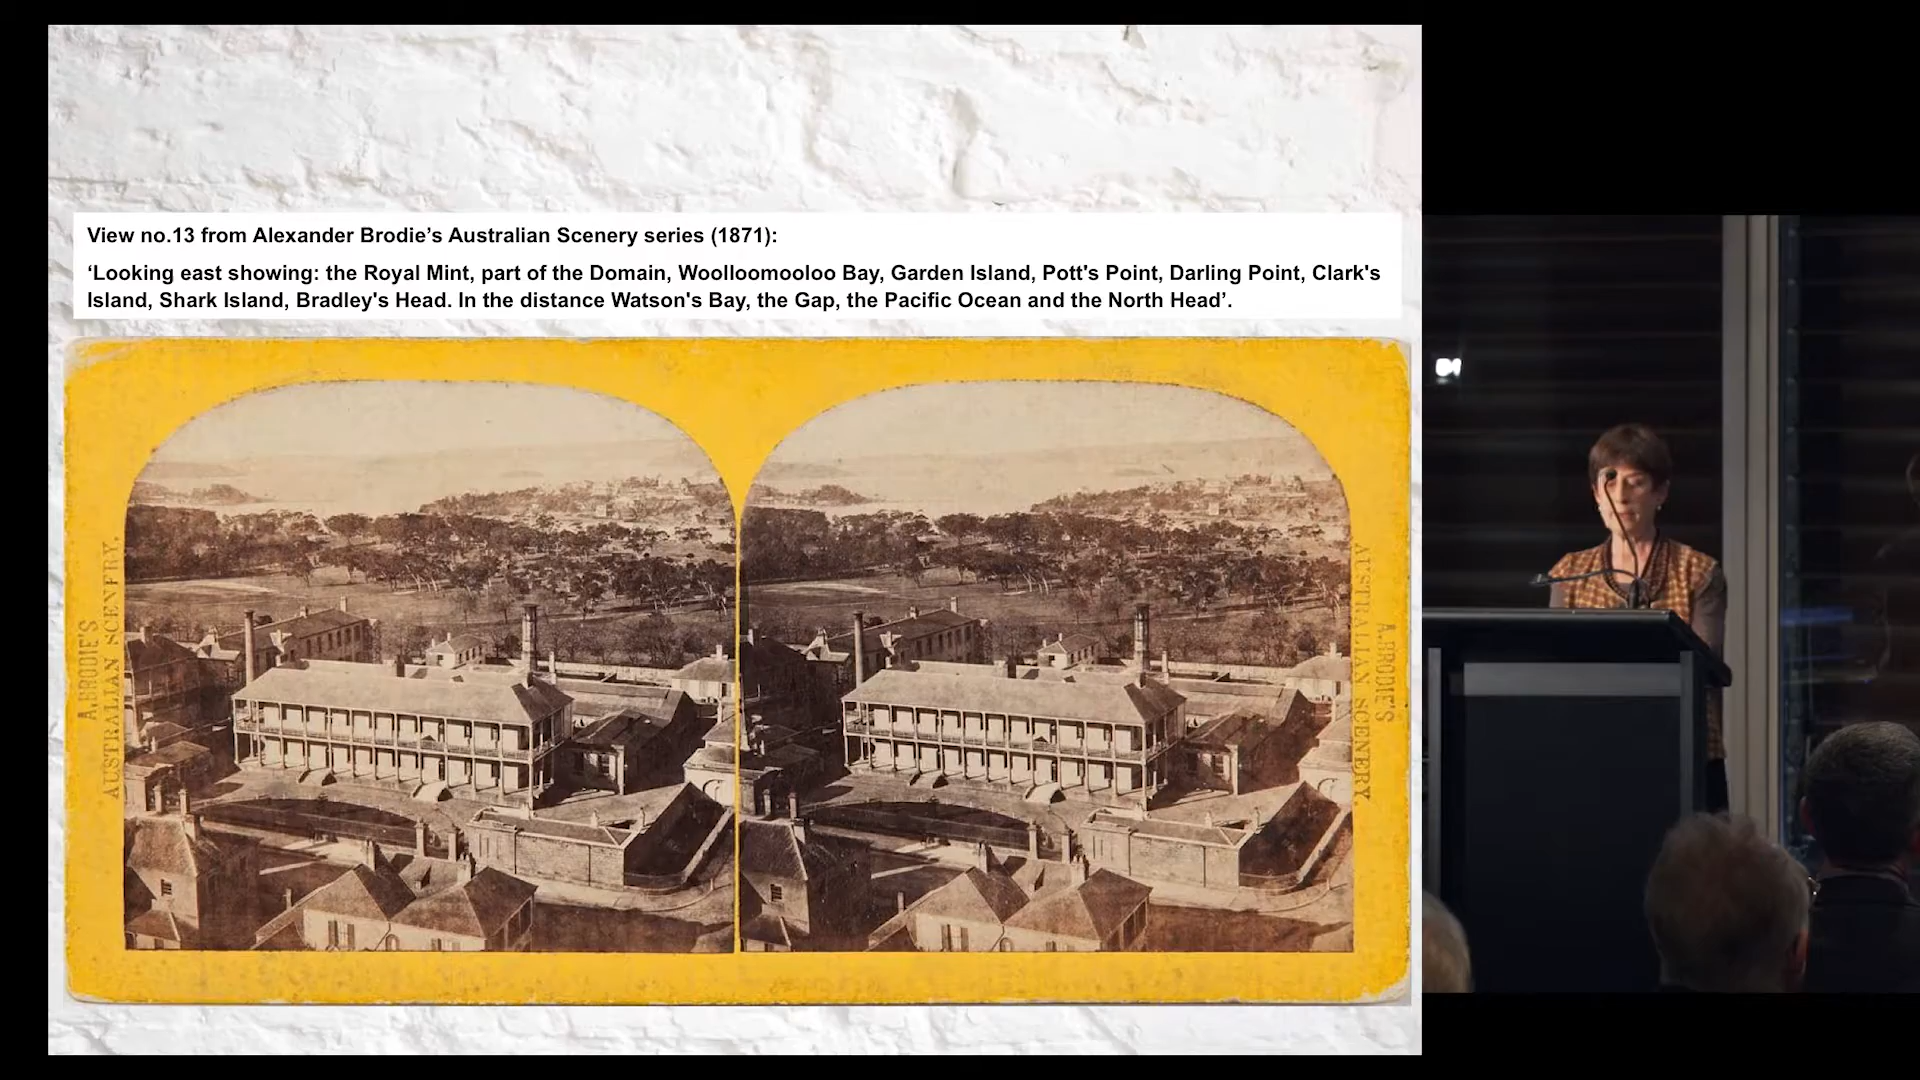 View no.13 from Alexander Brodie’s Australian Scenery series (1871):
‘Looking east showing: the Royal Mint, part of the Domain, Woolloomooloo Bay, Garden Island, Pott's Point, Darling Point, Clark's
Island, Shark Island, Bradley's Head. In the distance Watson's Bay, the Gap, the Pacific Ocean and the North Head’.
A.BRODIE'S
AUSTRALIAN SCENERY.
A.BRODIE'S
AUSTRALIAN SCENERY.